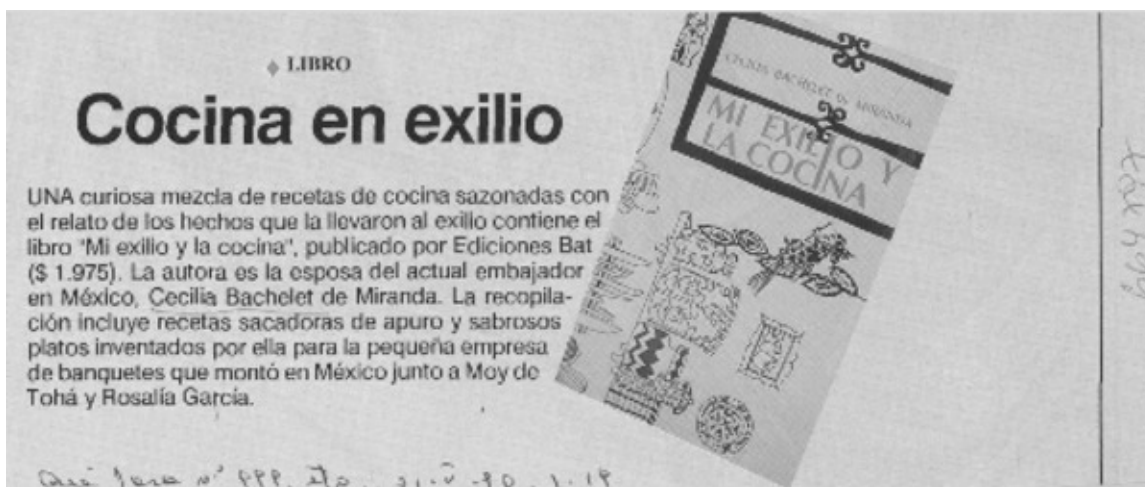 LIBRO
Cocina en exilio
UNA curiosa mezcla de recetas de cocina sazonadas con
el relato de los hechos que la llevaron al exilio contiene el
libro "Mi exilio y la cocina", publicado por Ediciones Bat
($ 1.975). La autora es la esposa del actual embajador
en México, Cecilia Bachelet de Miranda. La recopila-
ción incluye recetas sacadoras de apuro y sabrosos
platos inventados por ella para la pequeña empresa
de banquetes que montó en México junto a Moy de
Tohá y Rosalía García.
CECILIA BACHELET DE MIRANDA
MI EXILIO Y
LA COCINA